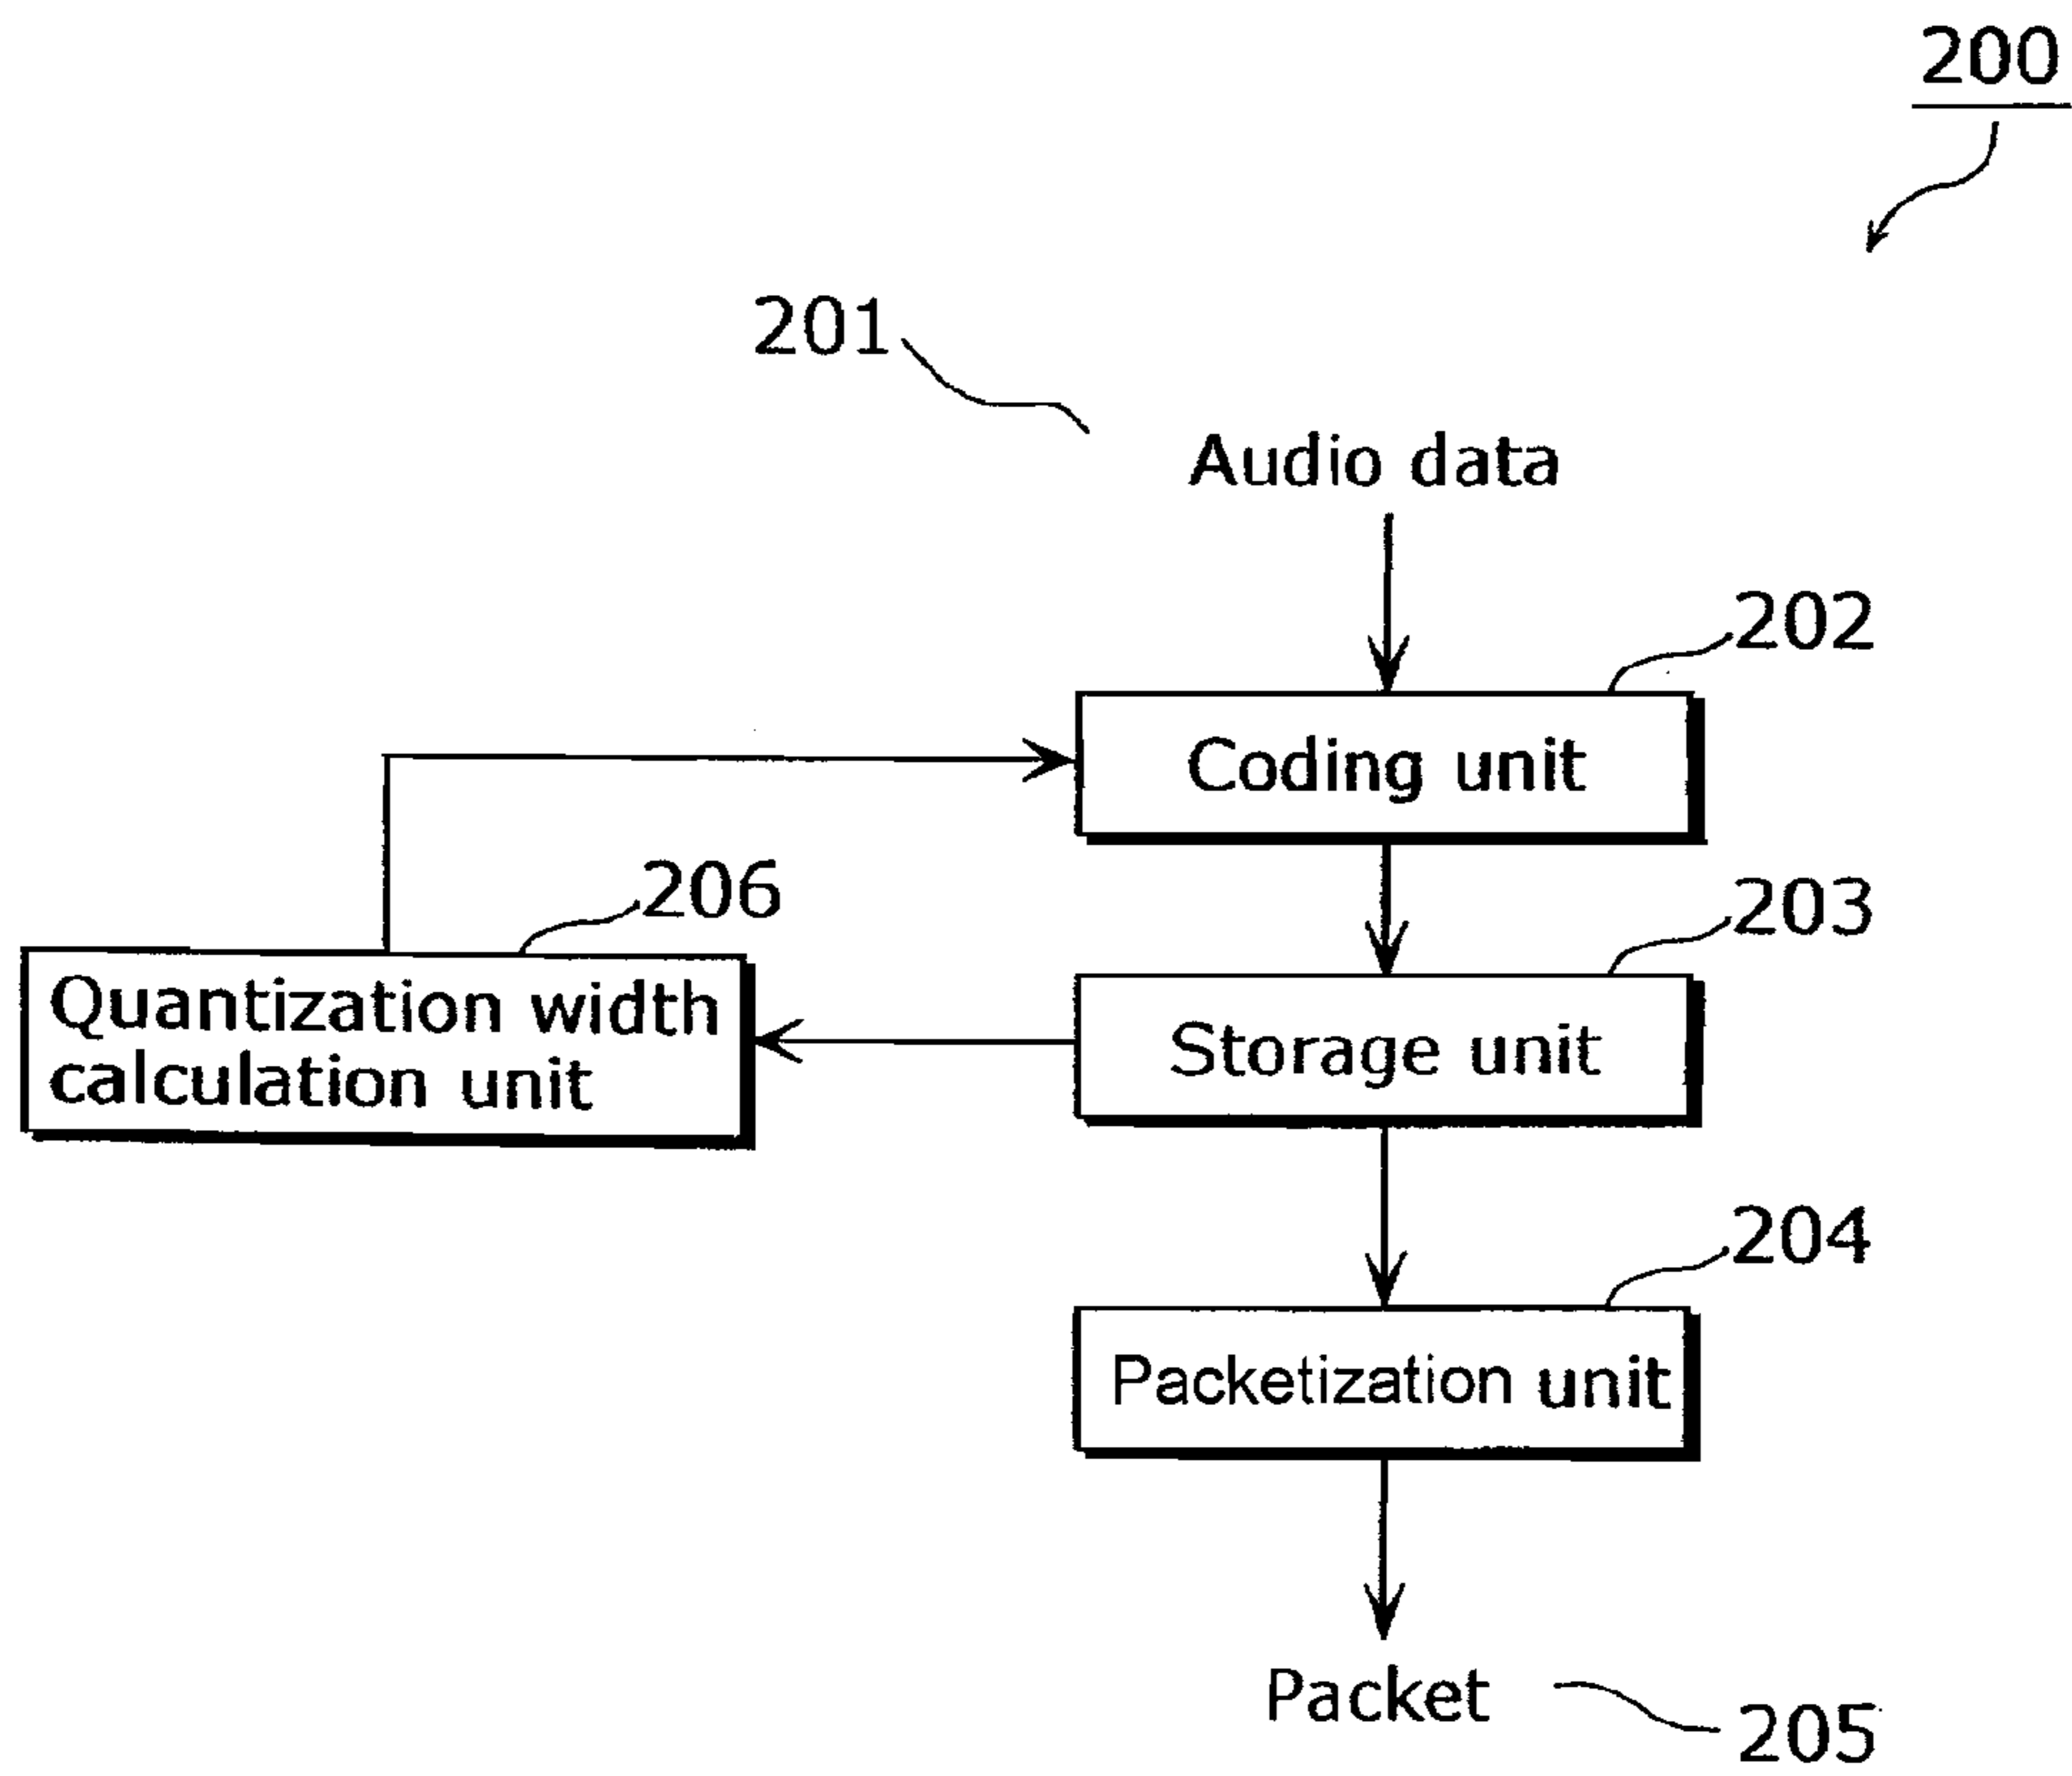 200
201
Audio data
202
Coding unit
206
203
Quantization width
calculation unit
Storage unit
204
Packetization unit
Packet
205